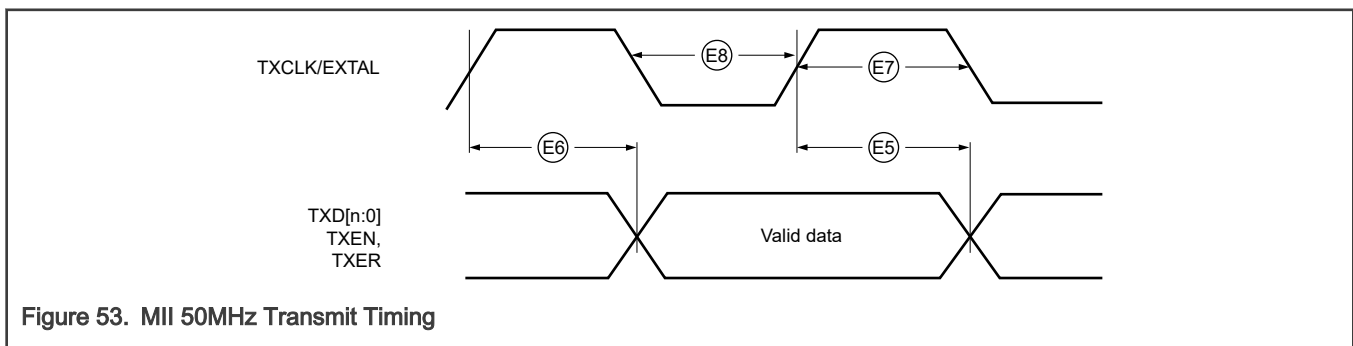 TXCLK/EXTAL
E8
E7
E6
E5
TXD[n:0]
TXEN,
TXER
Valid data
Figure 53. MII 50MHz Transmit Timing